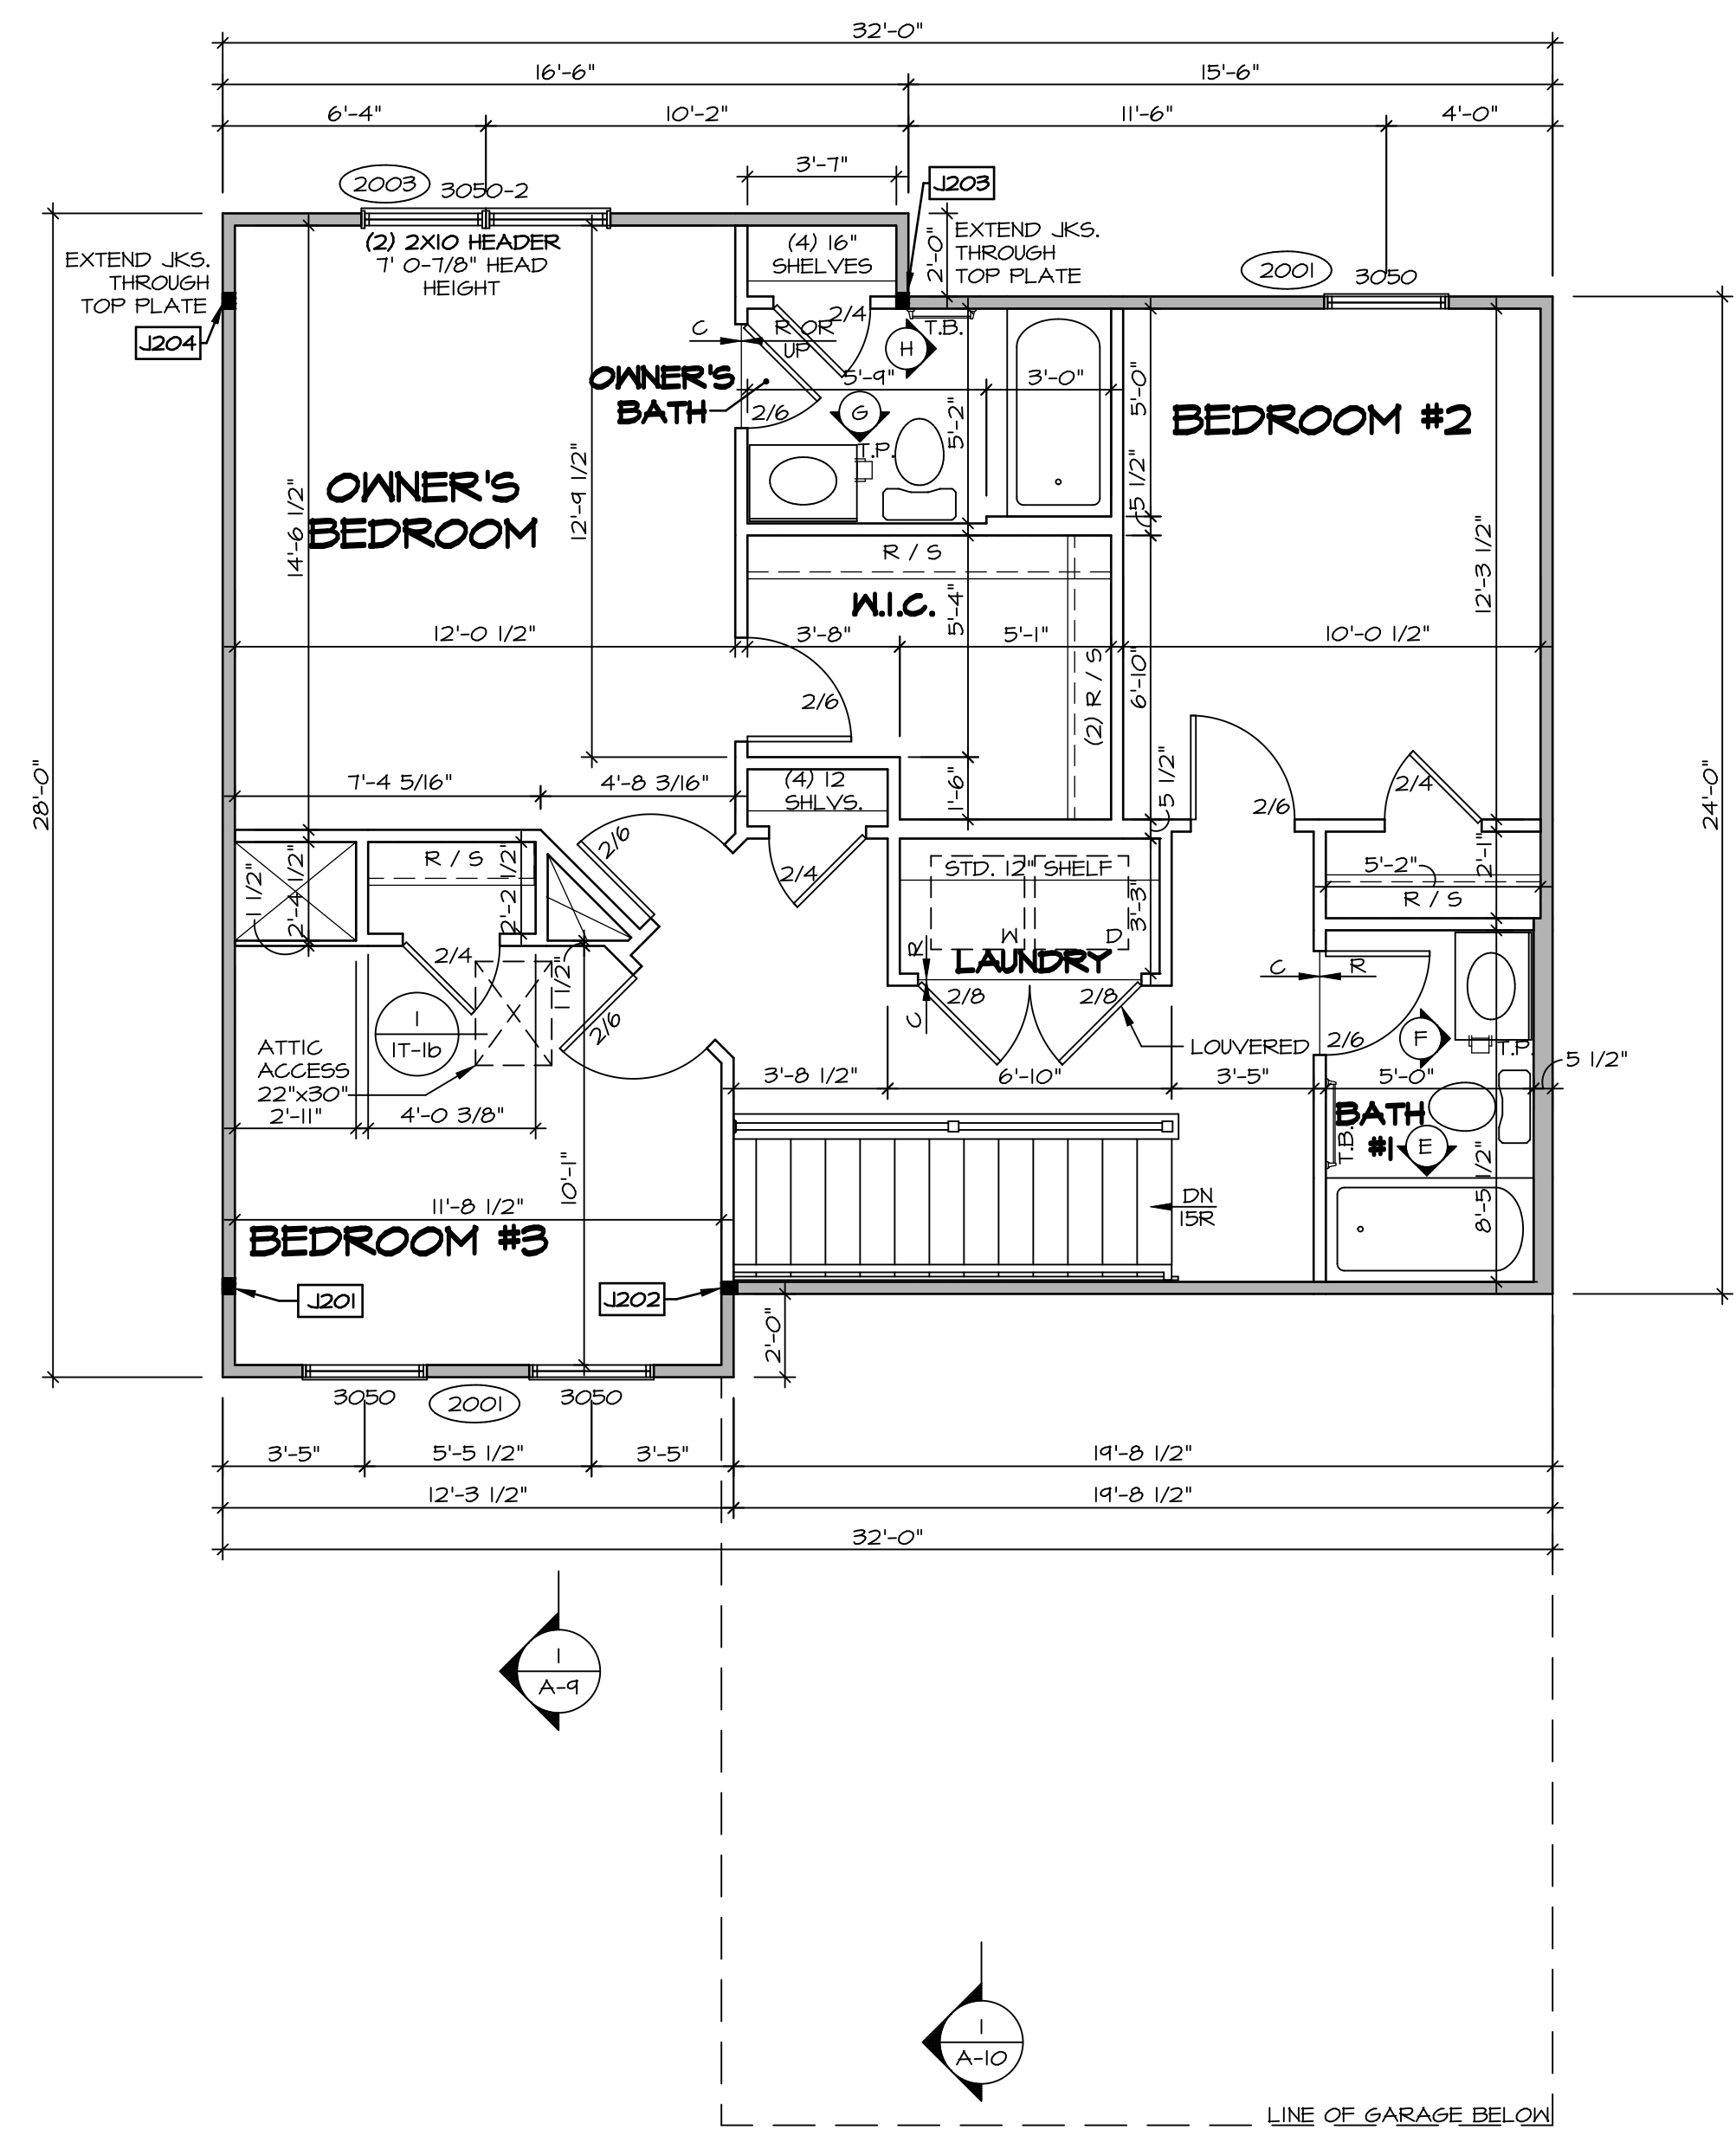 32'-0"
16'-6"
15'-6"
6'-4"
10'-2"
11'-6"
4'-0"
3'-7"
2003
3050-2
J203
EXTEND JKS.
THROUGH
TOP PLATE
2'-0"
2001
3050
(2) 2X10 HEADER
7' 0-7/8" HEAD
HEIGHT
(4) 16"
SHELVES
EXTEND JKS.
THROUGH
TOP PLATE
J204
C
R OR
UP
2/4
T.B.
H
OWNER'S
BATH
2/6
5'-9"
3'-0"
G
T.P.
5'-2"
5'-0"
5 1/2"
BEDROOM #2
OWNER'S
BEDROOM
14'-6 1/2"
12'-9 1/2"
12'-3 1/2"
R / S
W.I.C.
5'-4"
12'-0 1/2"
3'-8"
5'-1"
10'-0 1/2"
(2) R / S
6'-10"
2/6
28'-0"
24'-0"
7'-4 5/16"
4'-8 3/16"
(4) 12
SHLVS.
1'-6"
5 1/2"
2/6
2/4
2/6
R / S
1 1/2"
2'-4 1/2"
2'-2 1/2"
2/4
STD. 12" SHELF
3'-3"
5'-2"
2'-1"
R / S
2/4
W
D
R
C
LAUNDRY
2/8
2/8
LOUVERED
C
R
2/6
F
T.P.
1 1/2"
2/6
1
1T-1b
ATTIC
ACCESS
22"x30"
2'-11"
4'-0 3/8"
3'-8 1/2"
6'-10"
3'-5"
5'-0"
5 1/2"
BATH
#1
T.B.
E
8'-5 1/2"
10'-1"
11'-8 1/2"
DN
15R
BEDROOM #3
J201
J202
2'-0"
3050
2001
3050
3'-5"
5'-5 1/2"
3'-5"
19'-8 1/2"
12'-3 1/2"
19'-8 1/2"
32'-0"
1
A-9
1
A-10
LINE OF GARAGE BELOW